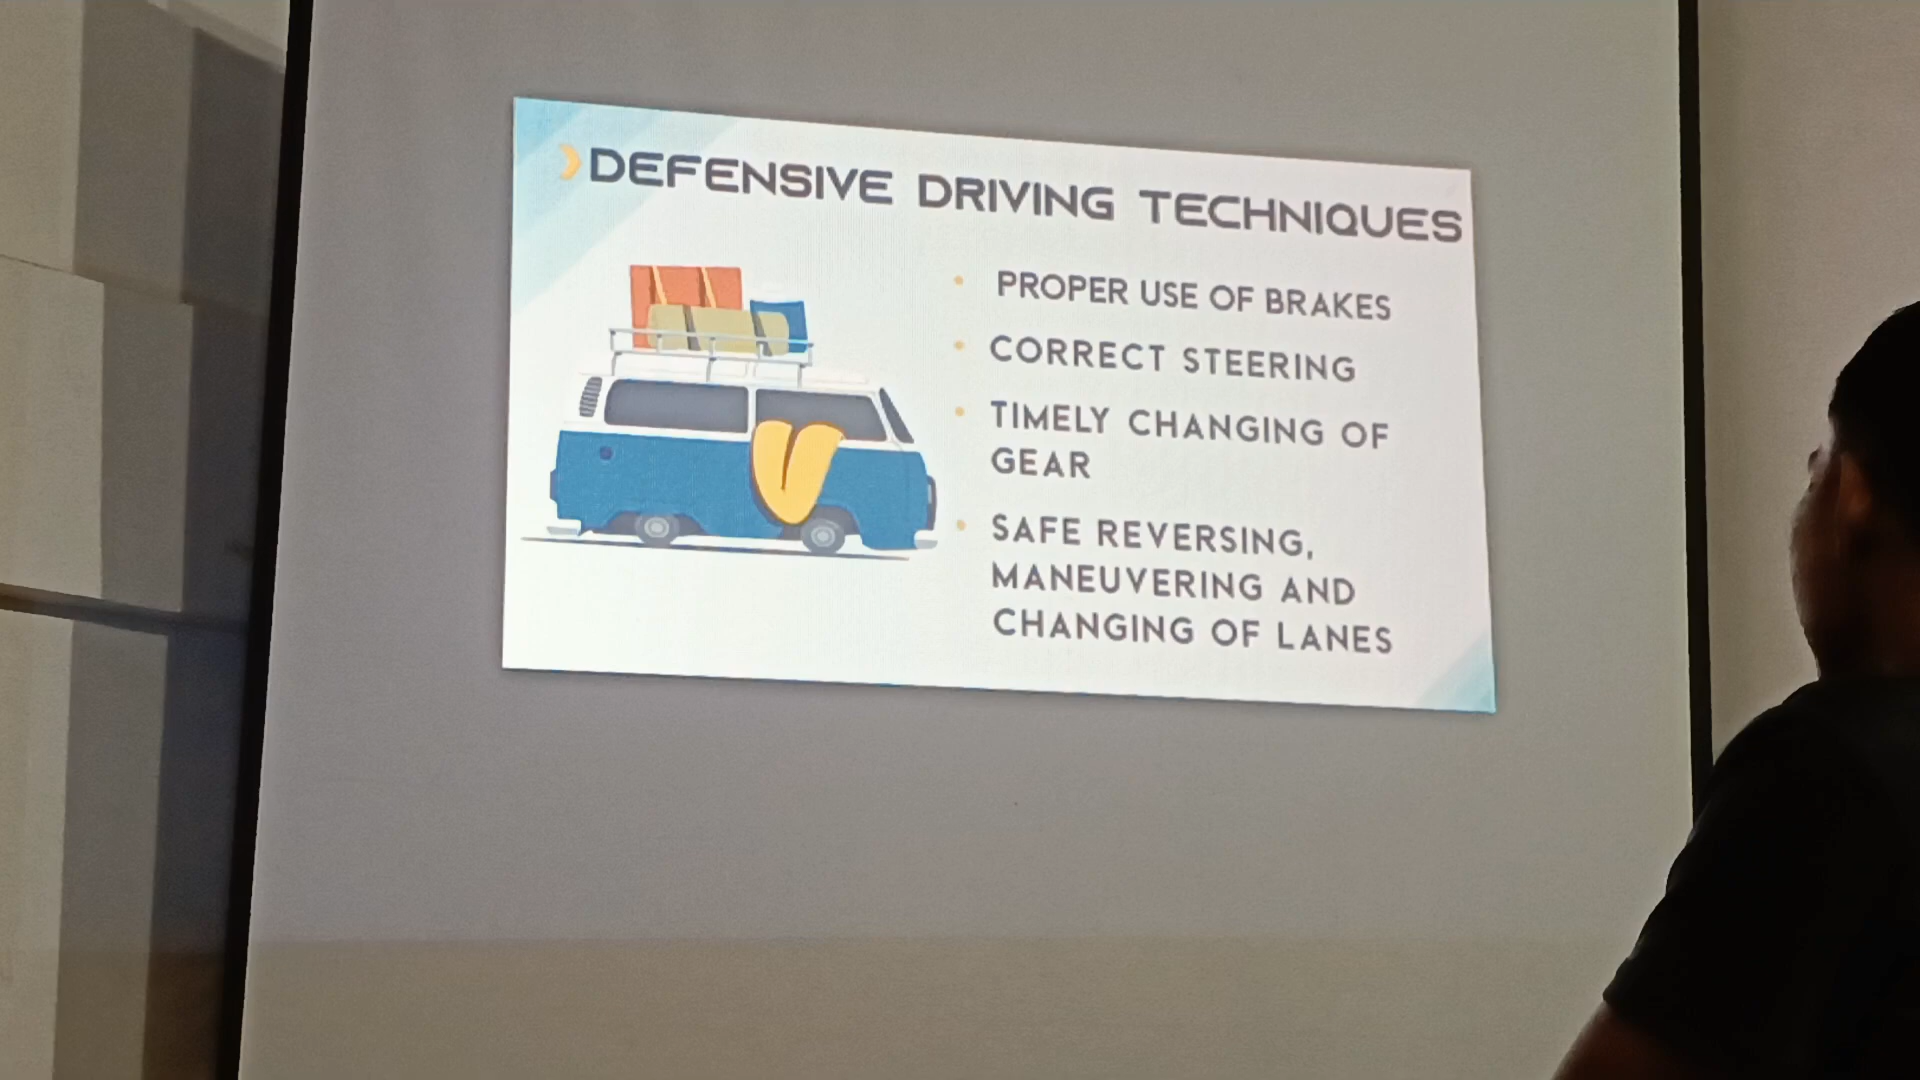 DEFENSIVE DRIVING TECHNIQUES
PROPER USE OF BRAKES
CORRECT STEERING
TIMELY CHANGING OF
GEAR
SAFE REVERSING,
MANEUVERING AND
CHANGING OF LANES